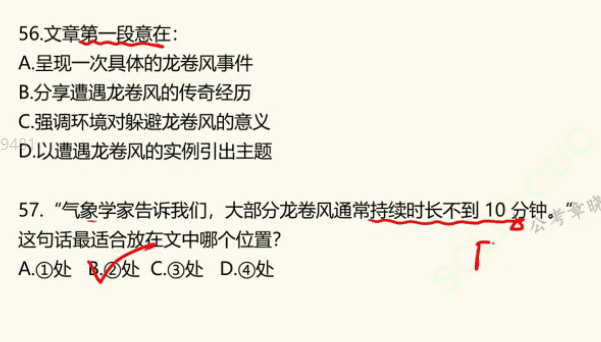 56.文章第一段意在：
A.呈现一次具体的龙卷风事件
B.分享遭遇龙卷风的传奇经历
C.强调环境对躲避龙卷风的意义
D.以遭遇龙卷风的实例引出主题
57.“气象学家告诉我们，大部分龙卷风通常持续时长不到 10 分钟。”
这句话最适合放在文中哪个位置？
A.①处 B.②处 C.③处 D.④处
公考章晓